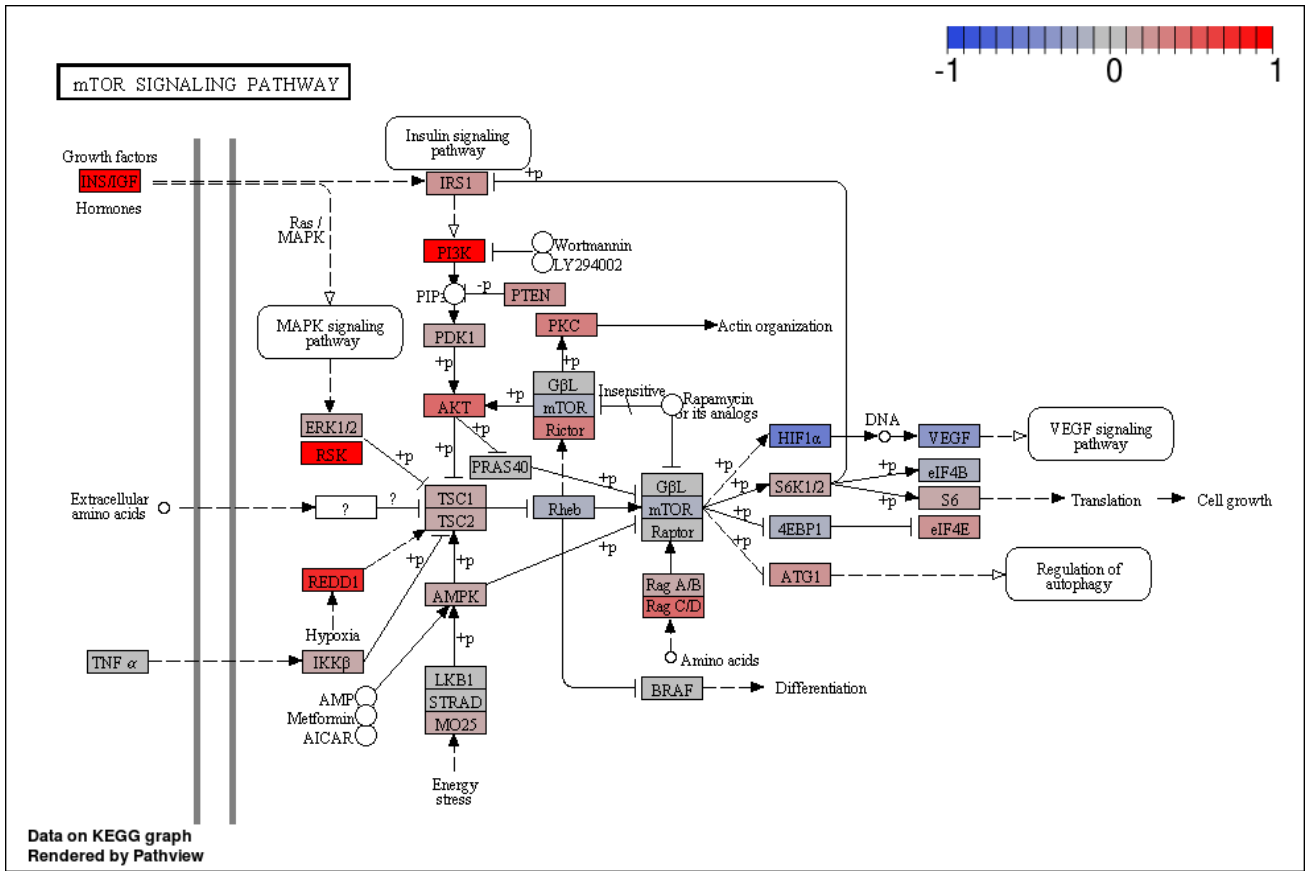 -1
0
1
mTOR SIGNALING PATHWAY
Growth factors
INS/IGF
Hormones
Insulin signaling
pathway
IRS1
+p
Ras /
MAPK
PI3K
Wortmannin
LY294002
-p
PIP3
PTEN
MAPK signaling
pathway
PDK1
PKC
Actin organization
+p
+p
GβL
mTOR
Rictor
Insensitive
Rapamycin
or its analogs
+p
AKT
+p
ERK1/2
RSK
+p
+p
PRAS40
+p
HIF1α
DNA
VEGF
VEGF signaling
pathway
+p
GβL
mTOR
Raptor
S6K1/2
+p
eIF4B
+p
S6
Translation
Cell growth
Extracellular
amino acids
?
?
TSC1
TSC2
Rheb
+p
+p
4EBP1
eIF4E
+p
+p
+p
+p
REDD1
AMPK
Rag A/B
Rag C/D
ATG1
Regulation of
autophagy
Hypoxia
+p
TNF α
IKKβ
Amino acids
LKB1
STRAD
MO25
BRAF
Differentiation
AMP
Metformin
AICAR
Energy
stress
Data on KEGG graph
Rendered by Pathview